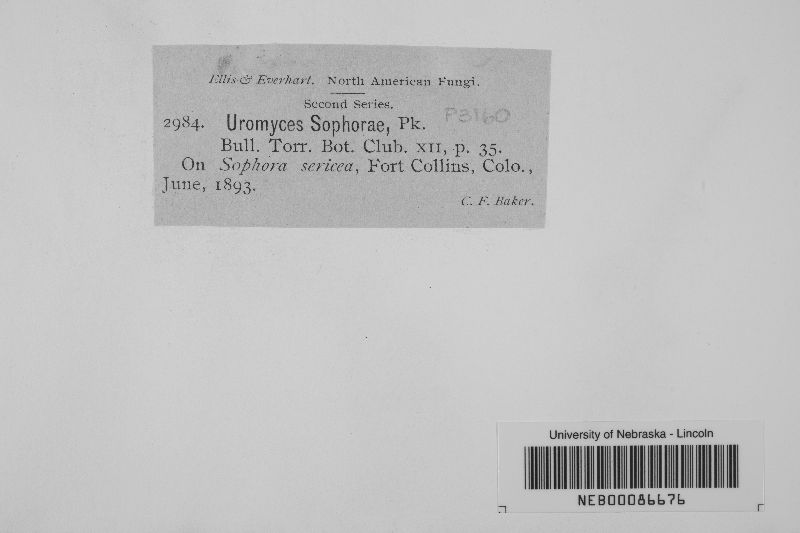 Ellis & Everhart. North American Fungi.
Second Series.
P3160
2984. Uromyces Sophorae, Pk.
Bull. Torr. Bot. Club. XII, p. 35.
On Sophora sericea, Fort Collins, Colo.,
June, 1893.
C. F. Baker.
University of Nebraska - Lincoln
NEB00086676